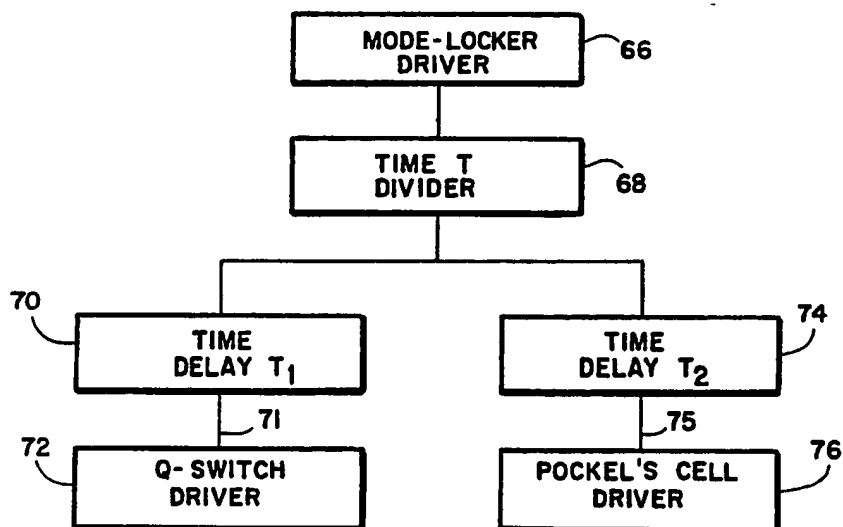 MODE-LOCKER
DRIVER
66
TIME T
DIVIDER
68
70
TIME
DELAY T1
74
TIME
DELAY T2
71
75
72
Q-SWITCH
DRIVER
76
POCKEL'S CELL
DRIVER